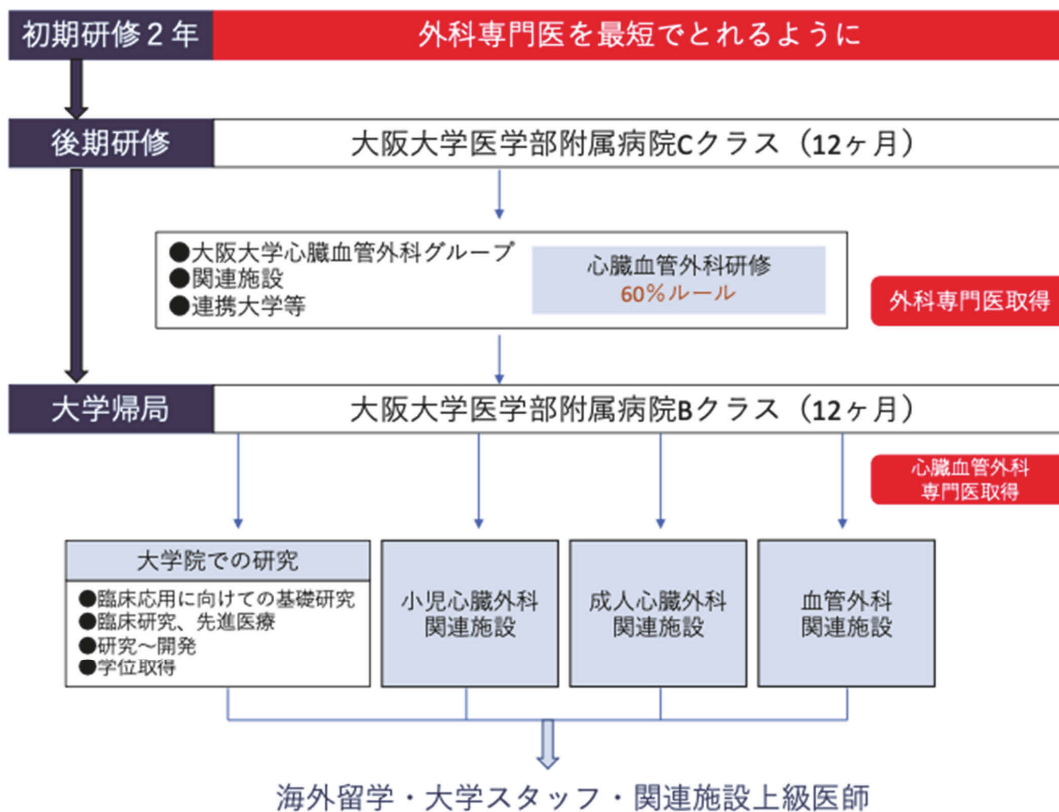 初期研修２年
外科専門医を最短でとれるように
後期研修
大阪大学医学部附属病院Cクラス（12ヶ月）
●大阪大学心臓血管外科グループ
●関連施設
●連携大学等
心臓血管外科研修
60％ルール
外科専門医取得
大学帰局
大阪大学医学部附属病院Bクラス（12ヶ月）
心臓血管外科
専門医取得
大学院での研究
●臨床応用に向けての基礎研究
●臨床研究、先進医療
●研究～開発
●学位取得
小児心臓外科
関連施設
成人心臓外科
関連施設
血管外科
関連施設
海外留学・大学スタッフ・関連施設上級医師